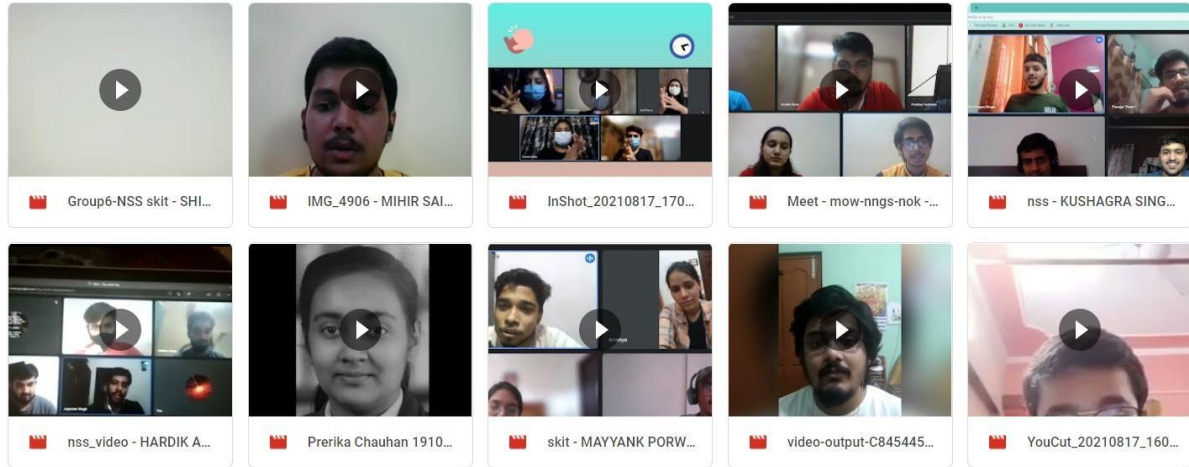 Group6-NSS skit - SHI...
IMG_4906 - MIHIR SAI...
InShot_20210817_170...
Meet - mow-nngs-nok -...
nss - KUSHAGRA SING...
nss_video - HARDIK A...
Prerika Chauhan 1910...
skit - MAYYANK PORW...
video-output-C845445...
YouCut_20210817_160...